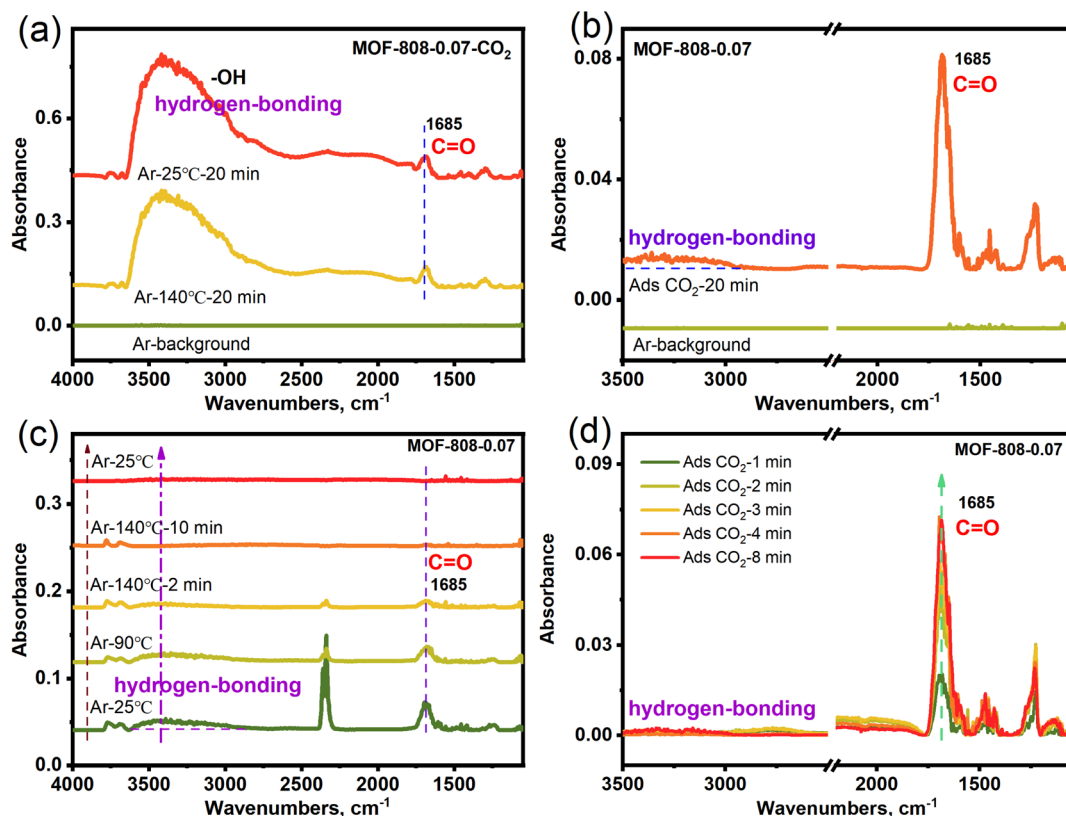 (a)
MOF-808-0.07-CO₂
-OH
hydrogen-bonding
1685
C=O
Ar-25℃-20 min
Ar-140℃-20 min
Ar-background
0.6
0.3
0.0
Absorbance
4000 3500 3000 2500 2000 1500
Wavenumbers, cm⁻¹
(b)
MOF-808-0.07
1685
C=O
hydrogen-bonding
Ads CO₂-20 min
Ar-background
0.08
0.04
0.00
Absorbance
3500 3000 2000 1500
Wavenumbers, cm⁻¹
(c)
MOF-808-0.07
Ar-25℃
Ar-140℃-10 min
C=O
Ar-140℃-2 min
1685
Ar-90℃
hydrogen-bonding
Ar-25℃
0.3
0.2
0.1
0.0
Absorbance
4000 3500 3000 2500 2000 1500
Wavenumbers, cm⁻¹
(d)
MOF-808-0.07
Ads CO₂-1 min
Ads CO₂-2 min
Ads CO₂-3 min
Ads CO₂-4 min
Ads CO₂-8 min
1685
C=O
hydrogen-bonding
0.09
0.06
0.03
0.00
Absorbance
3500 3000 2000 1500
Wavenumbers, cm⁻¹